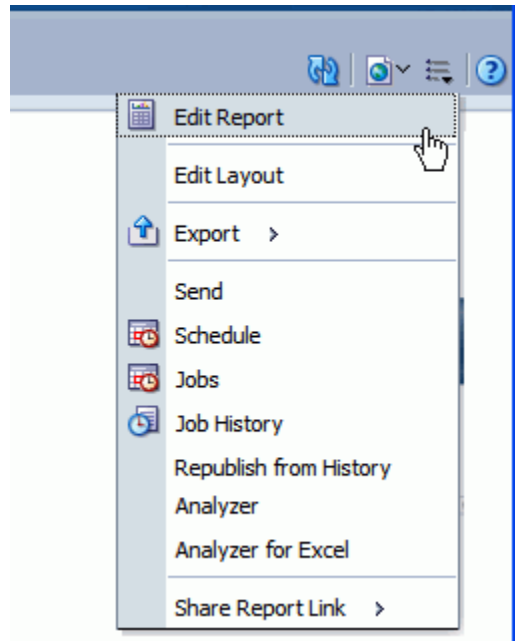 ?
Edit Report
Edit Layout
Export >
Send
Schedule
Jobs
Job History
Republish from History
Analyzer
Analyzer for Excel
Share Report Link >